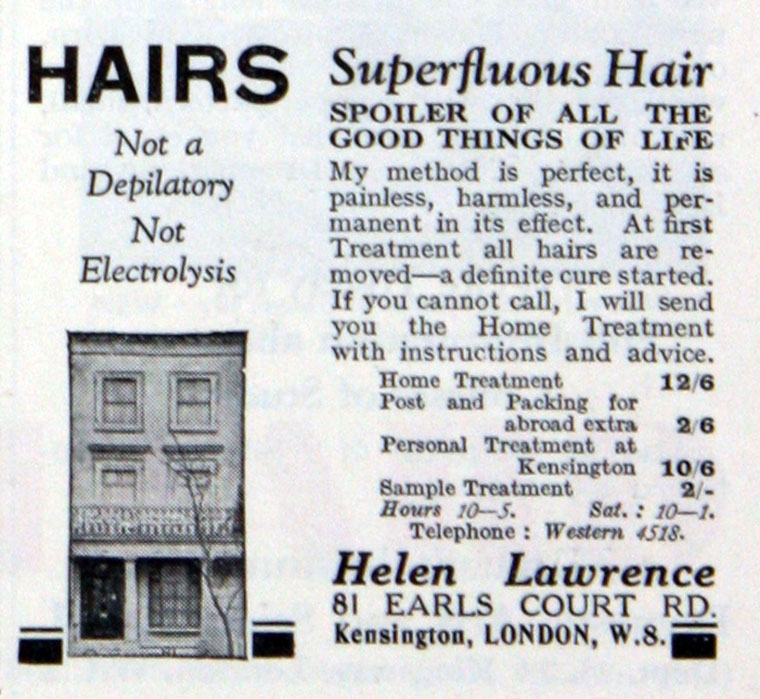 HAIRS
Not a
Depilatory
Not
Electrolysis
Superfluous Hair
SPOILER OF ALL THE
GOOD THINGS OF LIFE
My method is perfect, it is
painless, harmless, and per-
manent in its effect. At first
Treatment all hairs are re-
moved—a definite cure started.
If you cannot call, I will send
you the Home Treatment
with instructions and advice.
Home Treatment 12/6
Post and Packing for
abroad extra 2/6
Personal Treatment at
Kensington 10/6
Sample Treatment 2/-
Hours 10—5. Sat. : 10—1.
Telephone : Western 4518.
Helen Lawrence
81 EARLS COURT RD.
Kensington, LONDON, W.8.